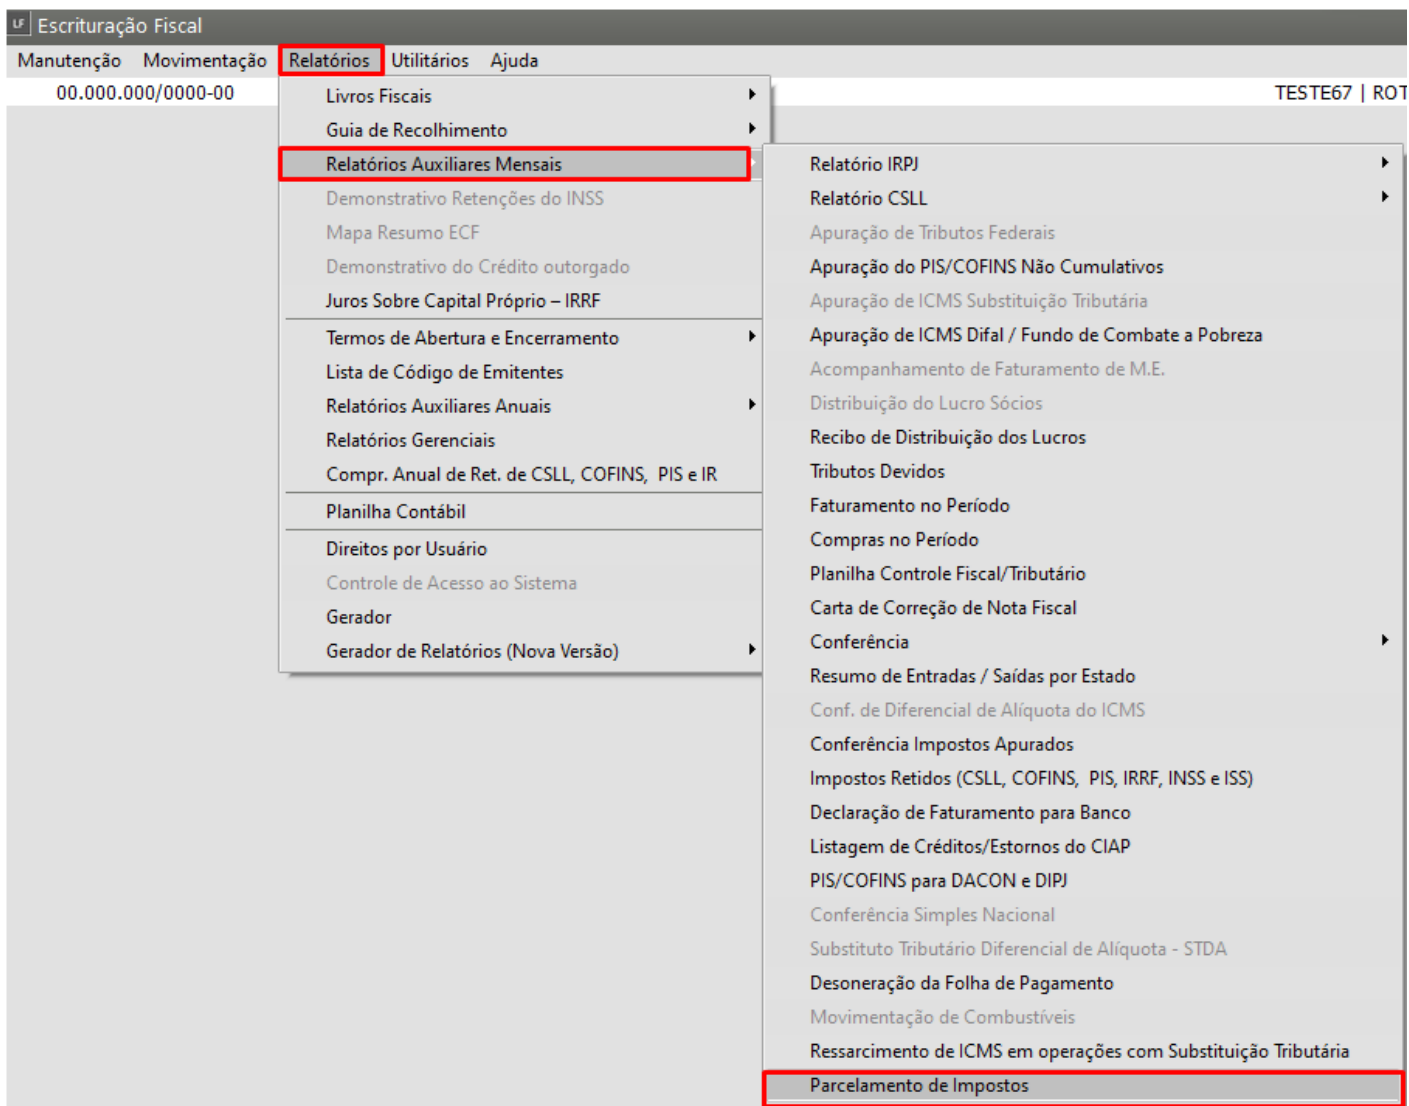 LF Escrituração Fiscal
Manutenção Movimentação Relatórios Utilitários Ajuda
00.000.000/0000-00
TESTE67 | ROT
Livros Fiscais
Guia de Recolhimento
Relatórios Auxiliares Mensais
Demonstrativo Retenções do INSS
Mapa Resumo ECF
Demonstrativo do Crédito outorgado
Juros Sobre Capital Próprio – IRRF
Termos de Abertura e Encerramento
Lista de Código de Emitentes
Relatórios Auxiliares Anuais
Relatórios Gerenciais
Compr. Anual de Ret. de CSLL, COFINS, PIS e IR
Planilha Contábil
Direitos por Usuário
Controle de Acesso ao Sistema
Gerador
Gerador de Relatórios (Nova Versão)
Relatório IRPJ
Relatório CSLL
Apuração de Tributos Federais
Apuração do PIS/COFINS Não Cumulativos
Apuração de ICMS Substituição Tributária
Apuração de ICMS Difal / Fundo de Combate a Pobreza
Acompanhamento de Faturamento de M.E.
Distribuição do Lucro Sócios
Recibo de Distribuição dos Lucros
Tributos Devidos
Faturamento no Período
Compras no Período
Planilha Controle Fiscal/Tributário
Carta de Correção de Nota Fiscal
Conferência
Resumo de Entradas / Saídas por Estado
Conf. de Diferencial de Alíquota do ICMS
Conferência Impostos Apurados
Impostos Retidos (CSLL, COFINS, PIS, IRRF, INSS e ISS)
Declaração de Faturamento para Banco
Listagem de Créditos/Estornos do CIAP
PIS/COFINS para DACON e DIPJ
Conferência Simples Nacional
Substituto Tributário Diferencial de Alíquota - STDA
Desoneração da Folha de Pagamento
Movimentação de Combustíveis
Ressarcimento de ICMS em operações com Substituição Tributária
Parcelamento de Impostos